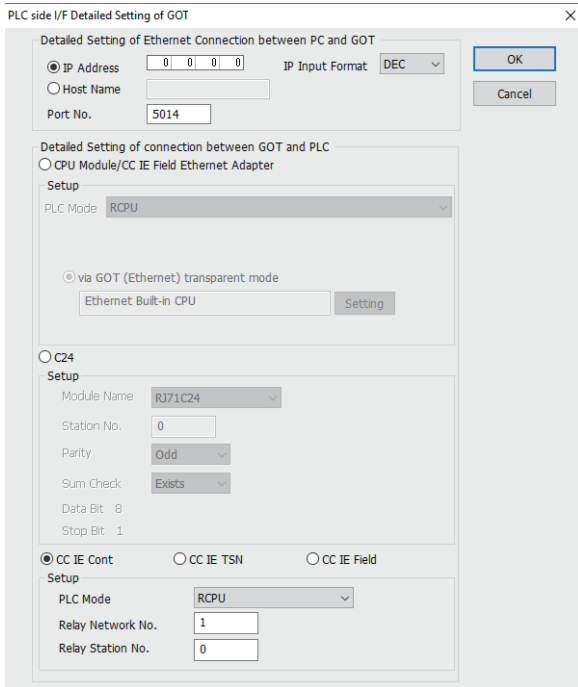 PLC side I/F Detailed Setting of GOT
Detailed Setting of Ethernet Connection between PC and GOT
IP Address 0 0 0 0 IP Input Format DEC
Host Name
Port No. 5014
OK
Cancel
Detailed Setting of connection between GOT and PLC
CPU Module/CC IE Field Ethernet Adapter
Setup
PLC Mode RCPU
via GOT (Ethernet) transparent mode
Ethernet Built-in CPU Setting
C24
Setup
Module Name RJ71C24
Station No. 0
Parity Odd
Sum Check Exists
Data Bit 8
Stop Bit 1
CC IE Cont CC IE TSN CC IE Field
Setup
PLC Mode RCPU
Relay Network No. 1
Relay Station No. 0